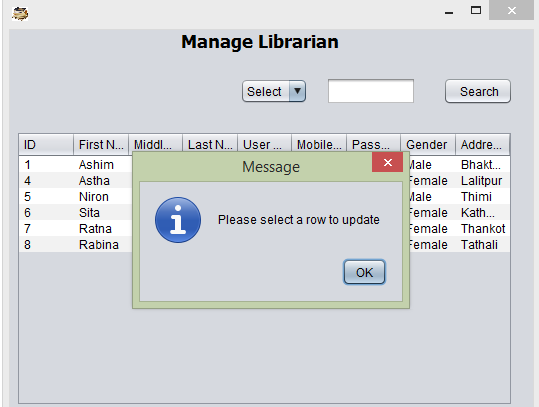 Manage Librarian
Select Search
ID First N... Middl... Last N... User ... Mobile... Pass... Gender Addre...
Message
1 Ashim Male Bhakt...
4 Astha Female Lalitpur
5 Niron Male Thimi
6 Sita Female Kath...
7 Ratna Female Thankot
8 Rabina Female Tathali
Please select a row to update
OK